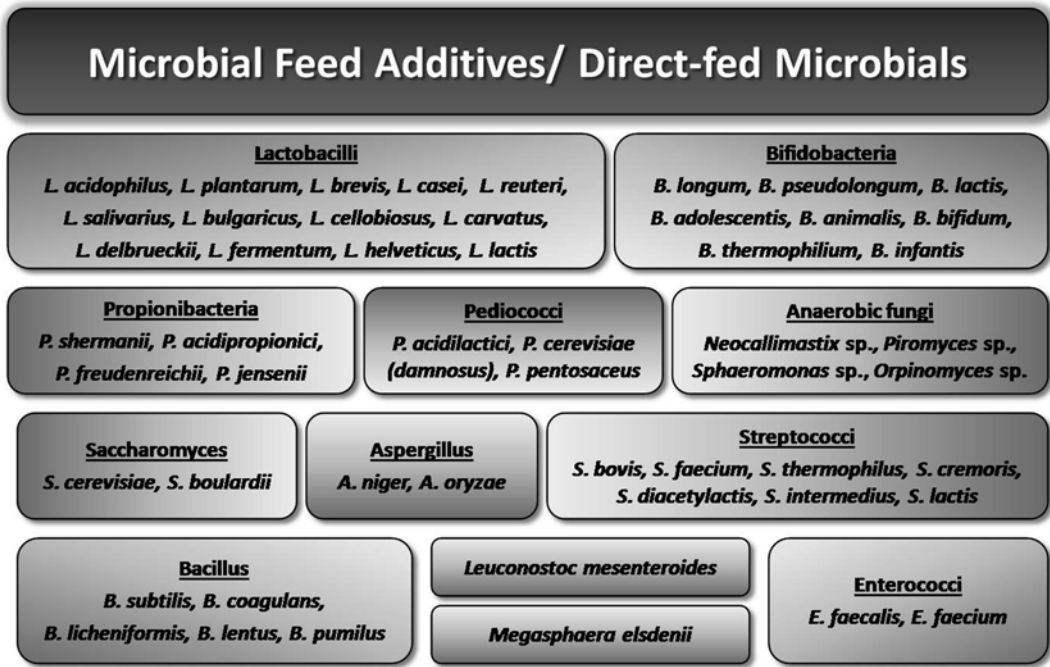 Microbial Feed Additives/ Direct-fed Microbials
Lactobacilli
L. acidophilus, L. plantarum, L. brevis, L. casei, L. reuteri,
L. salivarius, L. bulgaricus, L. cellobiosus, L. carvatus,
L. delbrueckii, L. fermentum, L. helveticus, L. lactis
Bifidobacteria
B. longum, B. pseudolongum, B. lactis,
B. adolescentis, B. animalis, B. bifidum,
B. thermophilium, B. infantis
Propionibacteria
P. shermanii, P. acidipropionici,
P. freudenreichii, P. jensenii
Pediococci
P. acidilactici, P. cerevisiae
(damnosus), P. pentosaceus
Anaerobic fungi
Neocallimastix sp., Piromyces sp.,
Sphaeromonas sp., Orpinomyces sp.
Saccharomyces
S. cerevisiae, S. boulardii
Aspergillus
A. niger, A. oryzae
Streptococci
S. bovis, S. faecium, S. thermophilus, S. cremoris,
S. diacetylactis, S. intermedius, S. lactis
Bacillus
B. subtilis, B. coagulans,
B. licheniformis, B. lentus, B. pumilus
Leuconostoc mesenteroides
Megasphaera elsdenii
Enterococci
E. faecalis, E. faecium